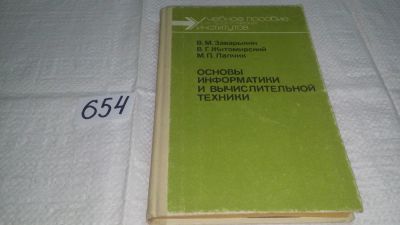 Учебное пособие
институтов
В. М. Заварыкин
В. Г. Житомирский
М. П. Лапчик
ОСНОВЫ
ИНФОРМАТИКИ
И ВЫЧИСЛИТЕЛЬНОЙ
ТЕХНИКИ
654